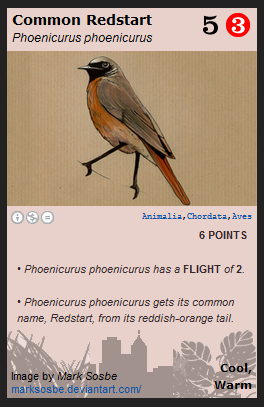 Common Redstart
Phoenicurus phoenicurus
5 3
Animalia,Chordata,Aves
6 POINTS
• Phoenicurus phoenicurus has a FLIGHT of 2.
• Phoenicurus phoenicurus gets its common
name, Redstart, from its reddish-orange tail.
Image by Mark Sosbe
marksosbe.deviantart.com/
Cool,
Warm